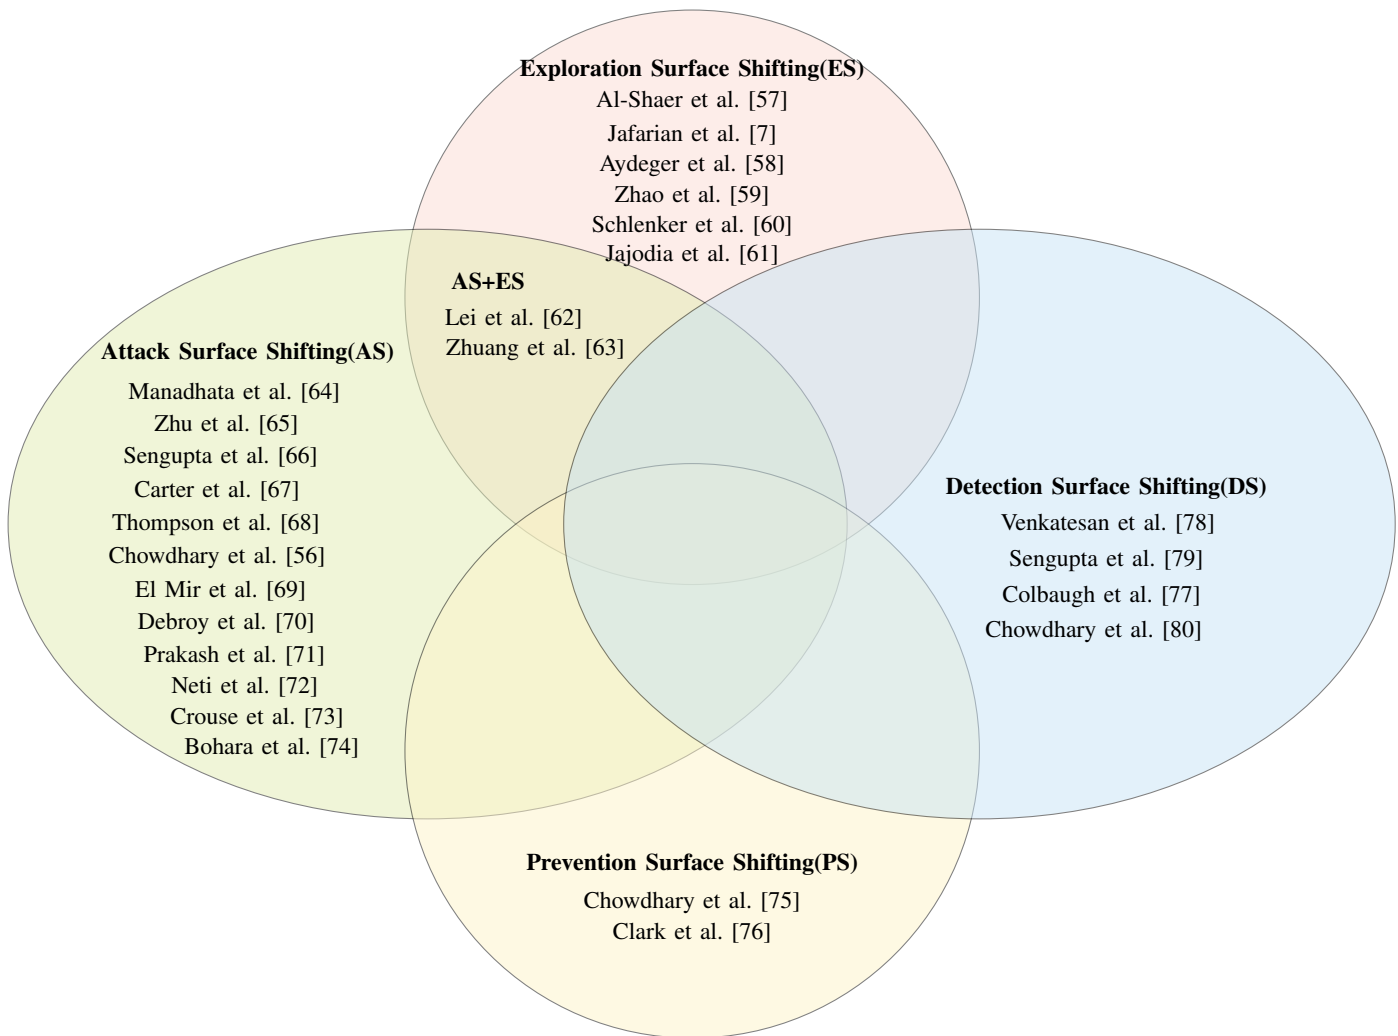 Exploration Surface Shifting(ES)
Al-Shaer et al. [57]
Jafarian et al. [7]
Aydeger et al. [58]
Zhao et al. [59]
Schlenker et al. [60]
Jajodia et al. [61]
AS+ES
Lei et al. [62]
Zhuang et al. [63]
Attack Surface Shifting(AS)
Manadhata et al. [64]
Zhu et al. [65]
Sengupta et al. [66]
Carter et al. [67]
Thompson et al. [68]
Chowdhary et al. [56]
El Mir et al. [69]
Debroy et al. [70]
Prakash et al. [71]
Neti et al. [72]
Crouse et al. [73]
Bohara et al. [74]
Detection Surface Shifting(DS)
Venkatesan et al. [78]
Sengupta et al. [79]
Colbaugh et al. [77]
Chowdhary et al. [80]
Prevention Surface Shifting(PS)
Chowdhary et al. [75]
Clark et al. [76]